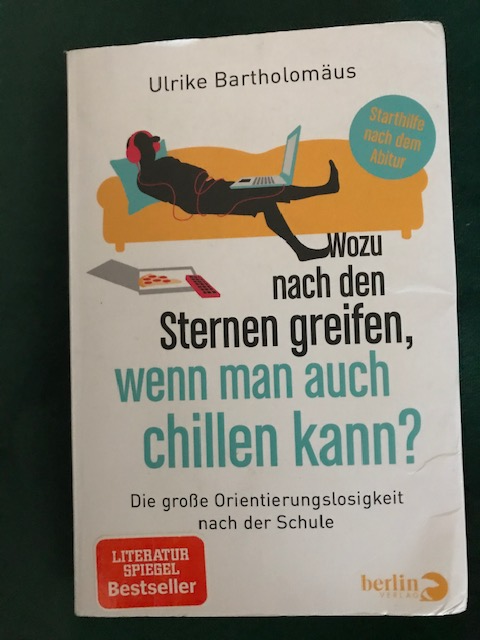 Ulrike Bartholomäus
Starthilfe
nach dem
Abitur
Wozu
nach den
Sternen greifen,
wenn man auch
chillen kann?
Die große Orientierungslosigkeit
nach der Schule
LITERATUR
SPIEGEL
Bestseller
berlin
VERLAG